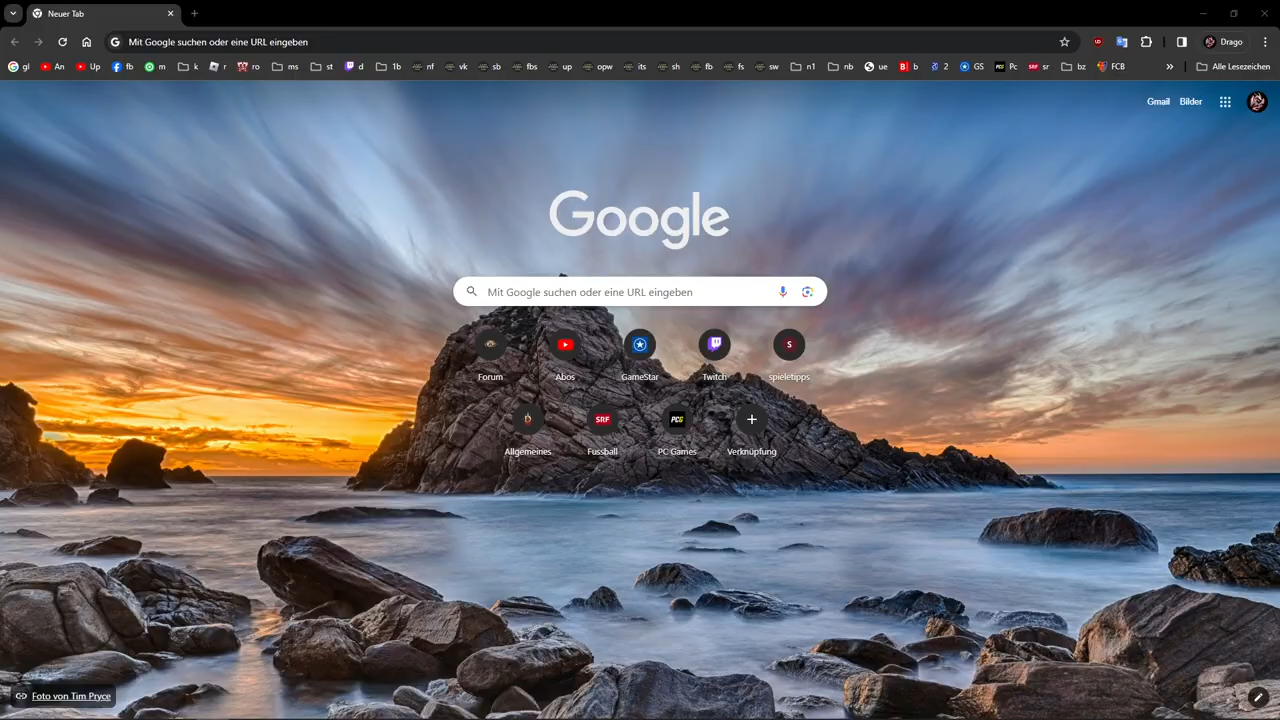 Neuer Tab
Mit Google suchen oder eine URL eingeben
Drago
gl An Up fb m k r ro ms st d 1b nf vk sb fbs up opw its sh fb fs sw n1 nb ue b 2 GS Pc sr bz FCB » Alle Lesezeichen
Gmail Bilder
Google
Mit Google suchen oder eine URL eingeben
Forum Abos GameStar Twitch spieletipps
SRF PCG
Allgemeines Fussball PC Games Verknüpfung
Foto von Tim Pryce